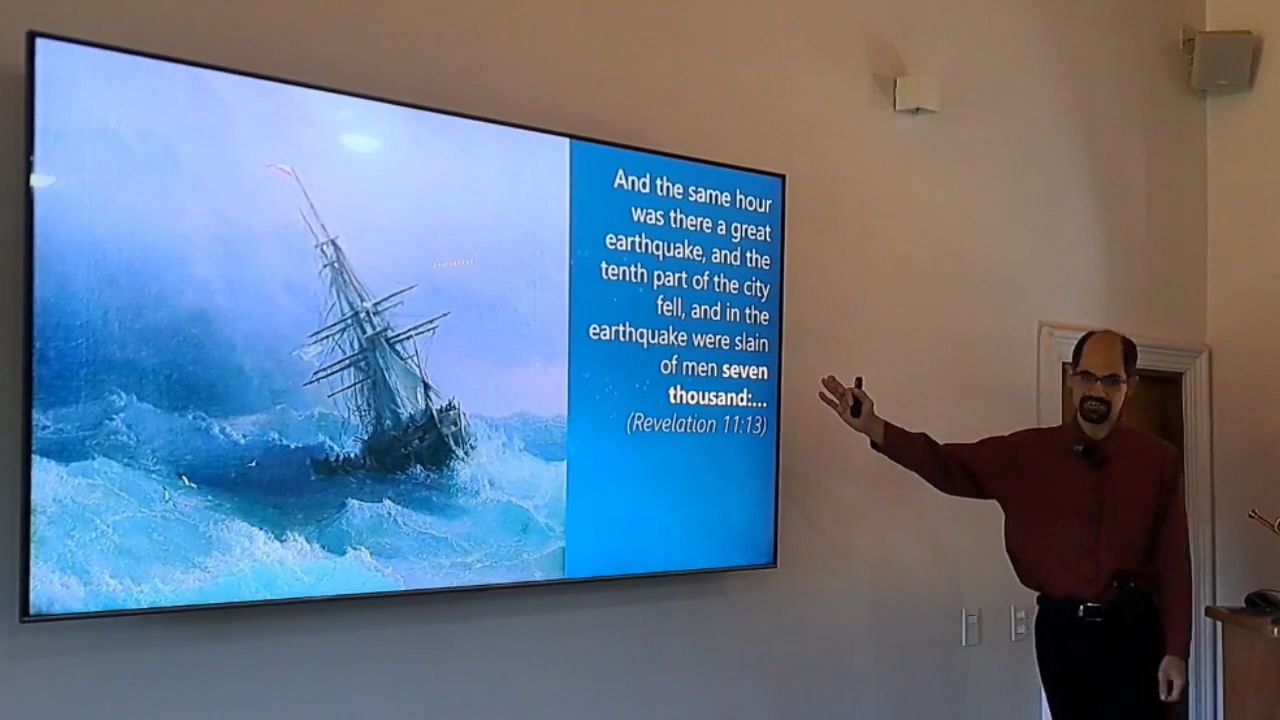 And the same hour
was there a great
earthquake, and the
tenth part of the city
fell, and in the
earthquake were slain
of men seven
thousand:...
(Revelation 11:13)